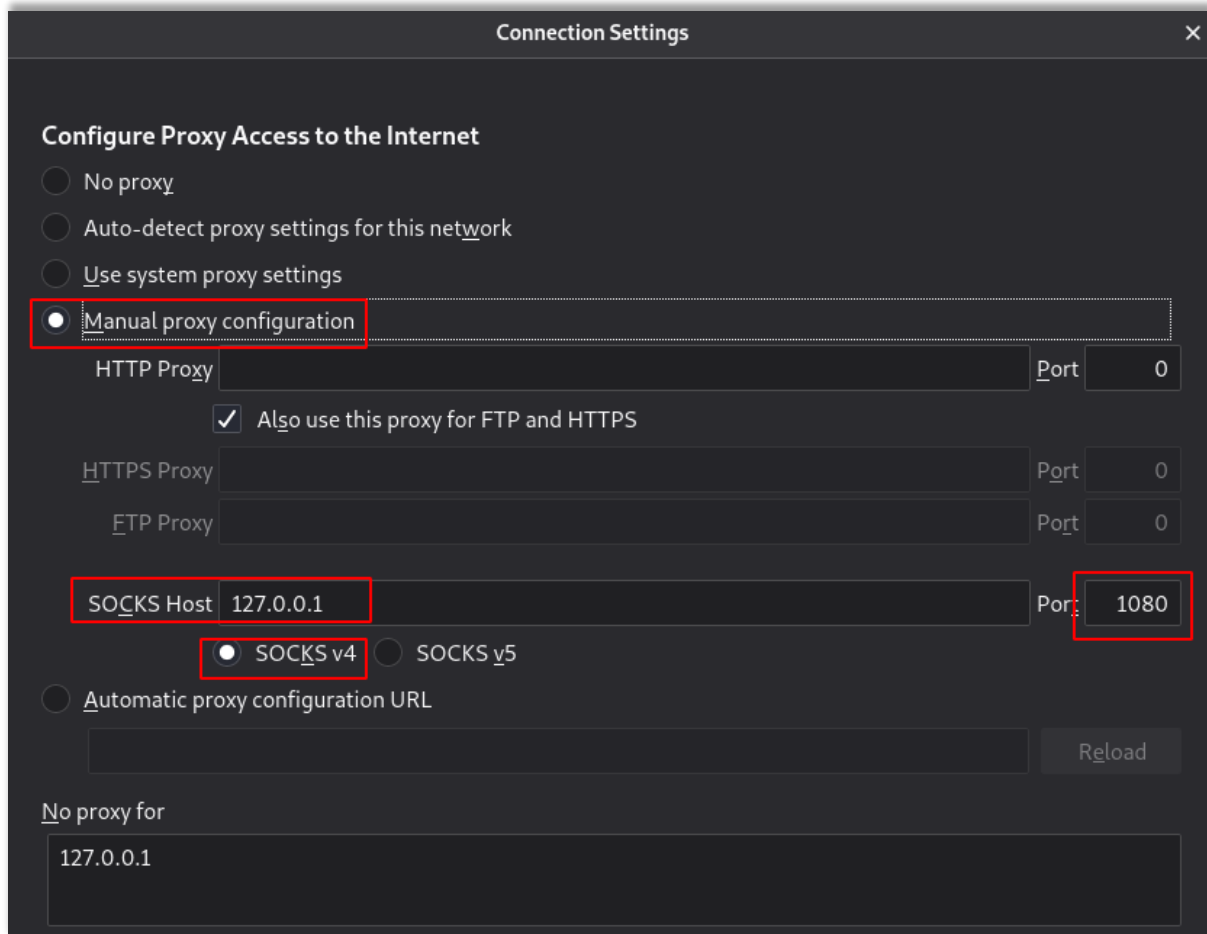 Connection Settings ×
Configure Proxy Access to the Internet
No proxy
Auto-detect proxy settings for this network
Use system proxy settings
Manual proxy configuration
HTTP Proxy Port 0
Also use this proxy for FTP and HTTPS
HTTPS Proxy Port 0
FTP Proxy Port 0
SOCKS Host 127.0.0.1 Port 1080
SOCKS v4 SOCKS v5
Automatic proxy configuration URL
Reload
No proxy for
127.0.0.1